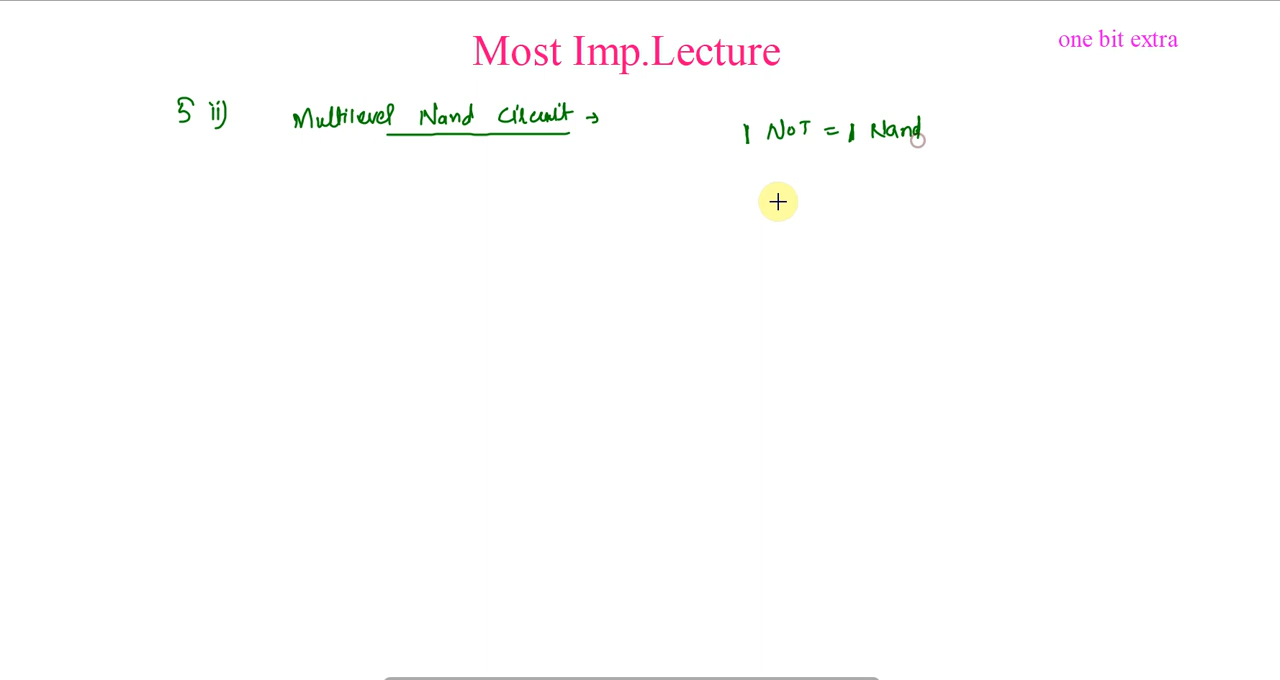 Most Imp.Lecture
one bit extra
5 ii) Multilevel Nand Circuit →
1 NOT = 1 Nand